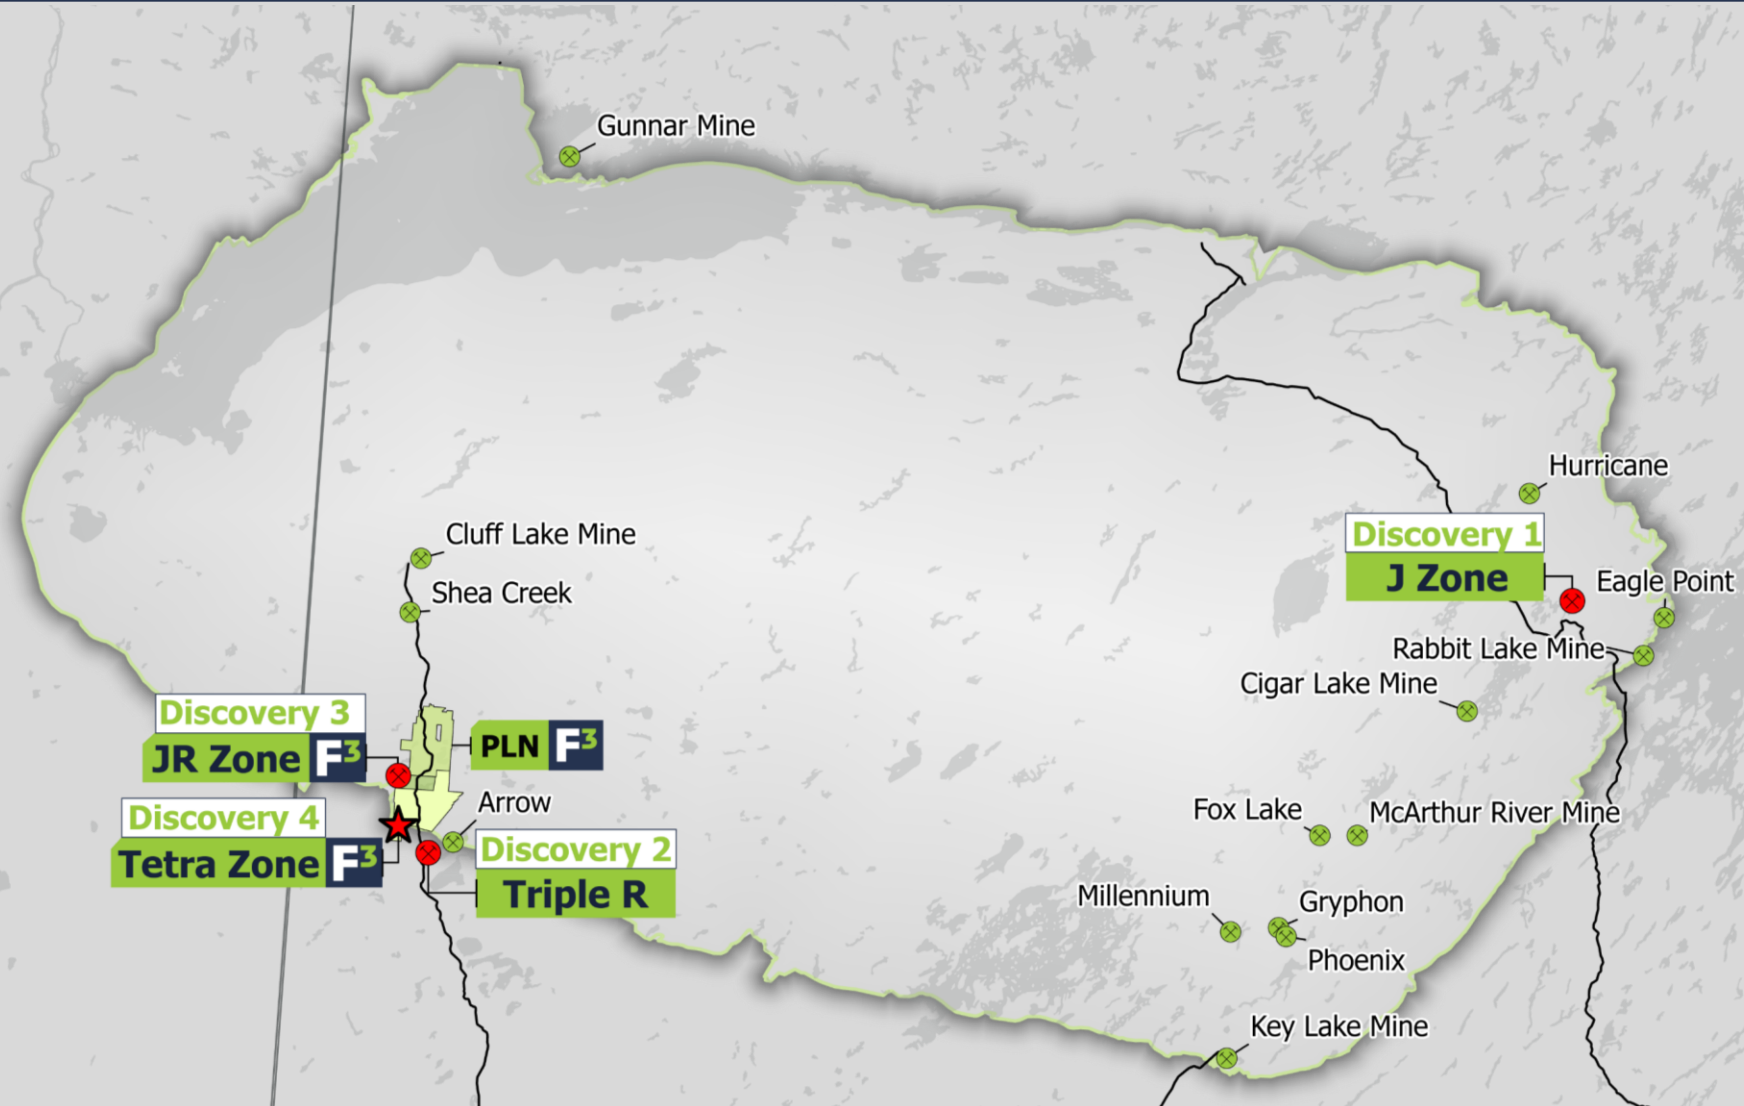 Gunnar Mine
Hurricane
Cluff Lake Mine
Discovery 1
J Zone
Eagle Point
Shea Creek
Rabbit Lake Mine
Cigar Lake Mine
Discovery 3
JR Zone F3
PLN F3
Arrow
Discovery 4
Tetra Zone F3
Discovery 2
Triple R
Fox Lake
McArthur River Mine
Millennium
Gryphon
Phoenix
Key Lake Mine